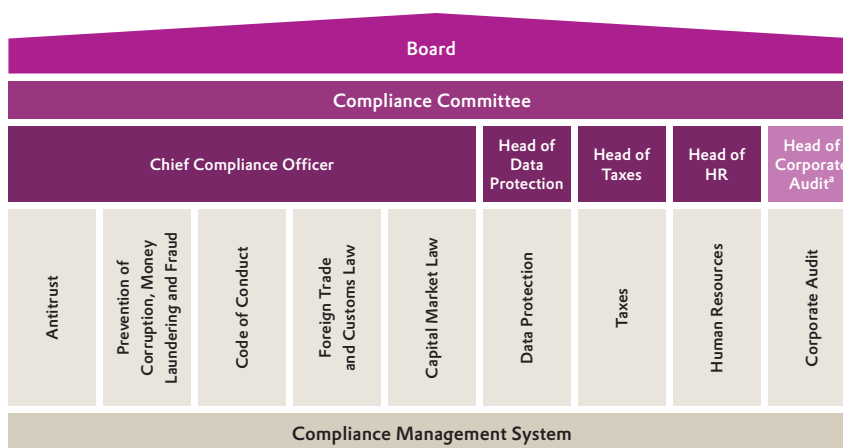 Board
Compliance Committee
Chief Compliance Officer
Head of
Data
Protection
Head of
Taxes
Head of
HR
Head of
Corporate
Auditᵃ
Antitrust
Prevention of
Corruption, Money
Laundering and Fraud
Code of Conduct
Foreign Trade
and Customs Law
Capital Market Law
Data Protection
Taxes
Human Resources
Corporate Audit
Compliance Management System